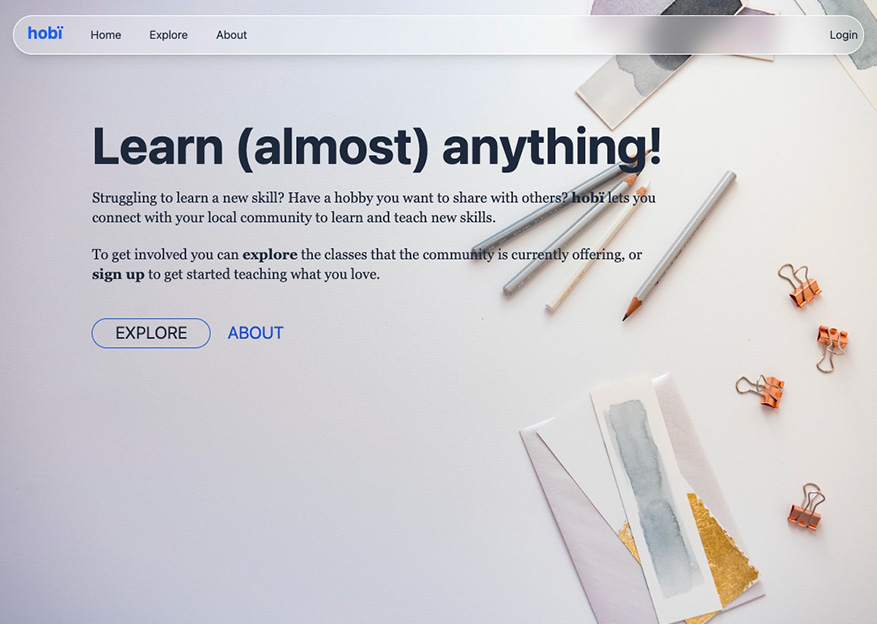 hobï Home Explore About Login
Learn (almost) anything!
Struggling to learn a new skill? Have a hobby you want to share with others? hobï lets you
connect with your local community to learn and teach new skills.
To get involved you can explore the classes that the community is currently offering, or
sign up to get started teaching what you love.
EXPLORE ABOUT